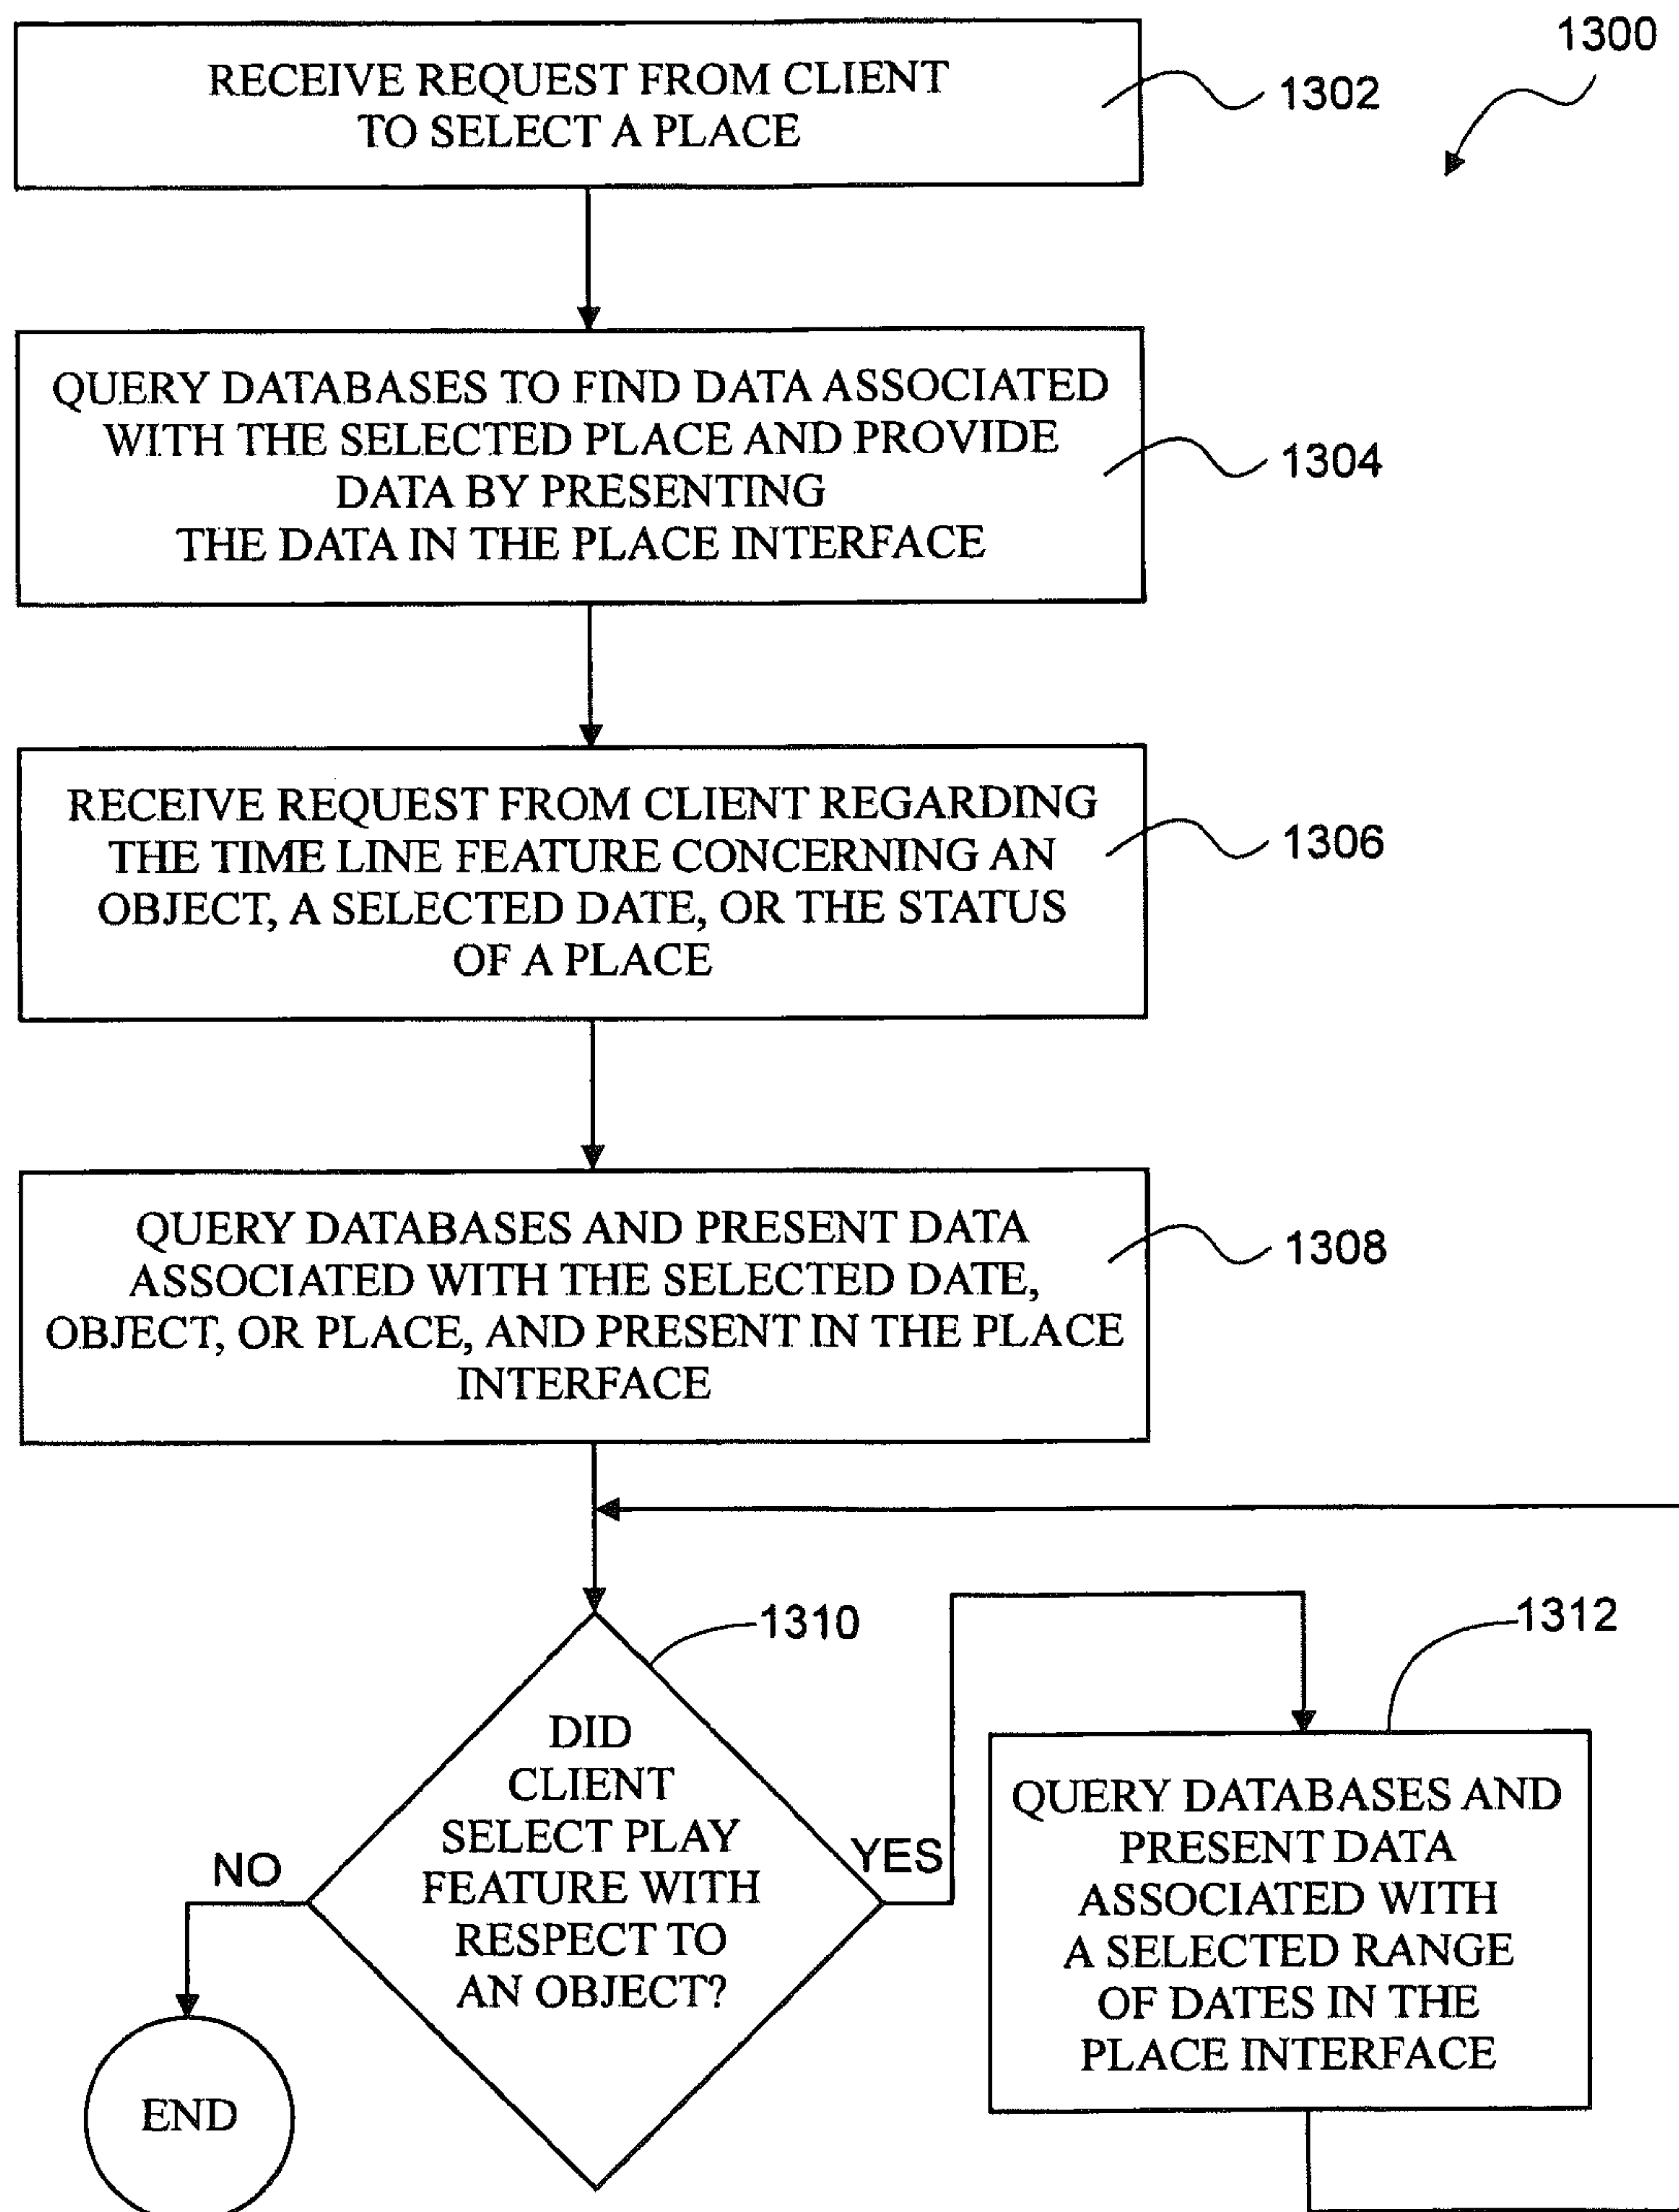 1300
RECEIVE REQUEST FROM CLIENT
TO SELECT A PLACE
1302
QUERY DATABASES TO FIND DATA ASSOCIATED
WITH THE SELECTED PLACE AND PROVIDE
DATA BY PRESENTING
THE DATA IN THE PLACE INTERFACE
1304
RECEIVE REQUEST FROM CLIENT REGARDING
THE TIME LINE FEATURE CONCERNING AN
OBJECT, A SELECTED DATE, OR THE STATUS
OF A PLACE
1306
QUERY DATABASES AND PRESENT DATA
ASSOCIATED WITH THE SELECTED DATE,
OBJECT, OR PLACE, AND PRESENT IN THE PLACE
INTERFACE
1308
1310
DID
CLIENT
SELECT PLAY
FEATURE WITH
RESPECT TO
AN OBJECT?
NO
YES
END
1312
QUERY DATABASES AND
PRESENT DATA
ASSOCIATED WITH
A SELECTED RANGE
OF DATES IN THE
PLACE INTERFACE